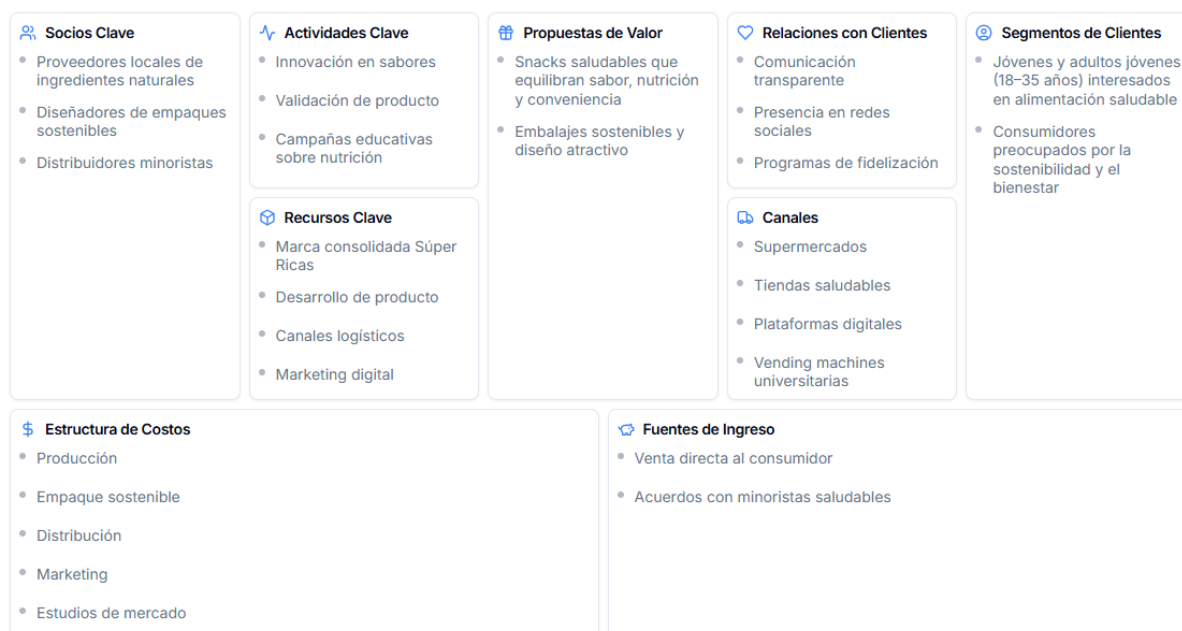 Socios Clave
Proveedores locales de
ingredientes naturales
Diseñadores de empaques
sostenibles
Distribuidores minoristas
Actividades Clave
Innovación en sabores
Validación de producto
Campañas educativas
sobre nutrición
Recursos Clave
Marca consolidada Súper
Ricas
Desarrollo de producto
Canales logísticos
Marketing digital
Propuestas de Valor
Snacks saludables que
equilibran sabor, nutrición
y conveniencia
Embalajes sostenibles y
diseño atractivo
Relaciones con Clientes
Comunicación
transparente
Presencia en redes
sociales
Programas de fidelización
Canales
Supermercados
Tiendas saludables
Plataformas digitales
Vending machines
universitarias
Segmentos de Clientes
Jóvenes y adultos jóvenes
(18–35 años) interesados
en alimentación saludable
Consumidores
preocupados por la
sostenibilidad y el
bienestar
Estructura de Costos
Producción
Empaque sostenible
Distribución
Marketing
Estudios de mercado
Fuentes de Ingreso
Venta directa al consumidor
Acuerdos con minoristas saludables